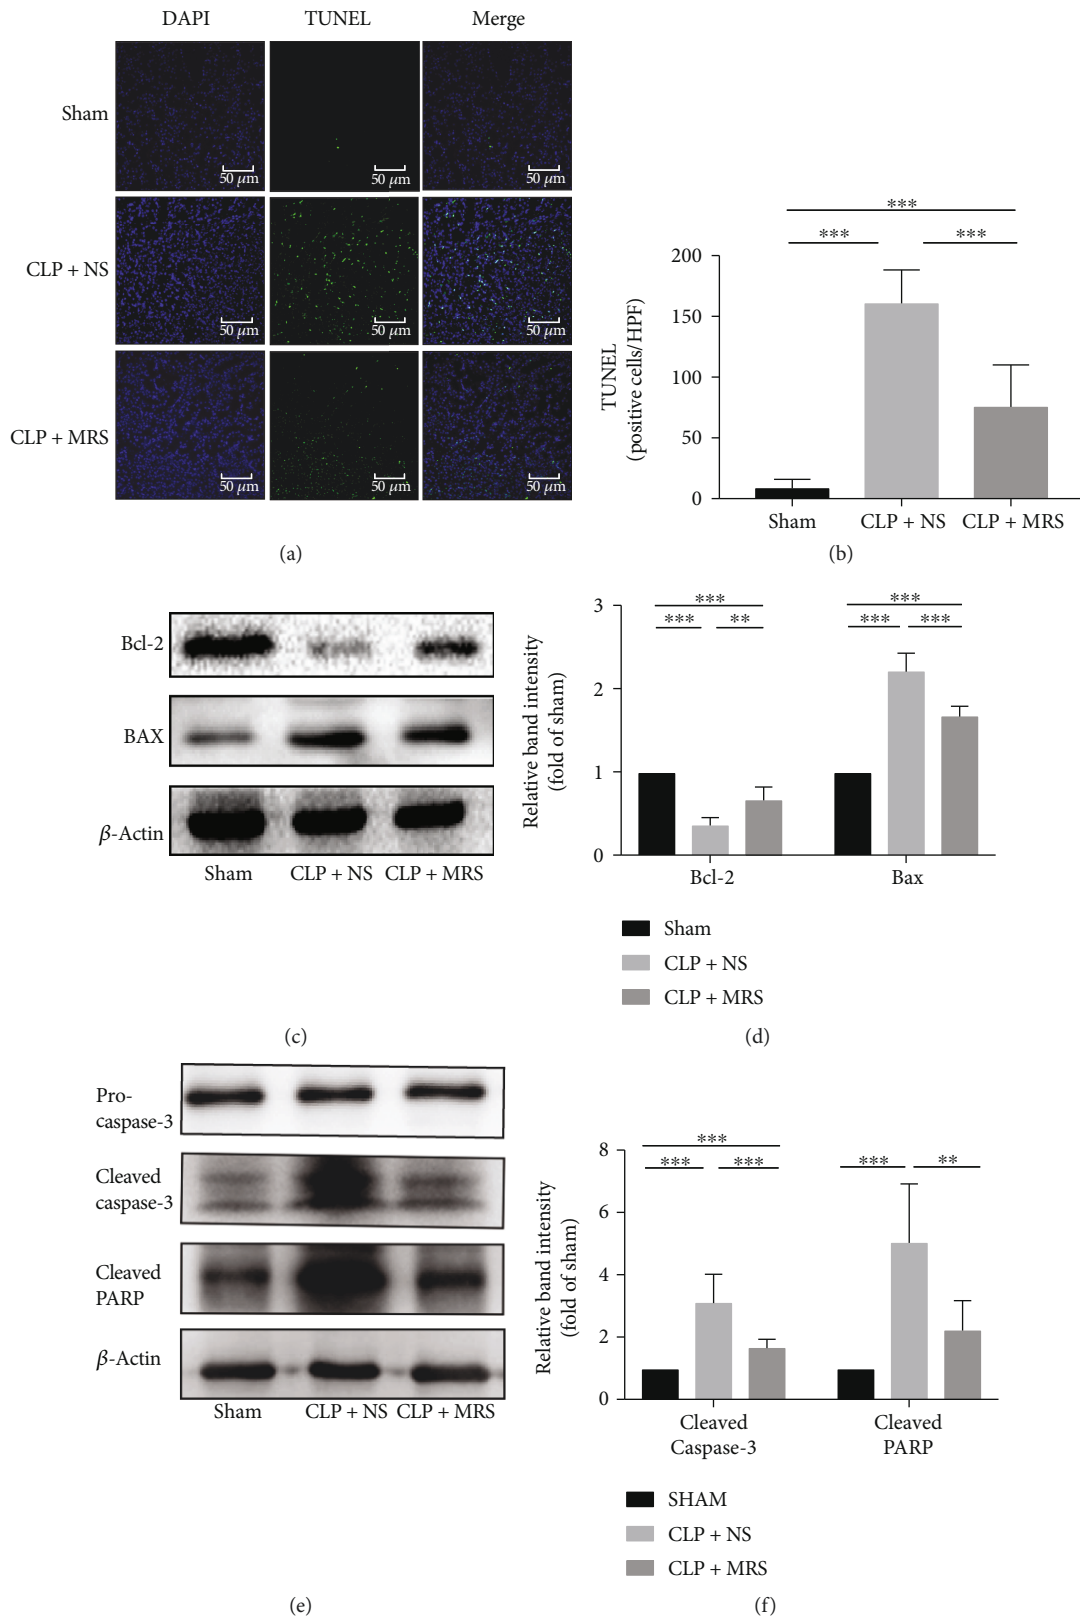 DAPI TUNEL Merge
Sham
50 μm 50 μm 50 μm
CLP + NS
50 μm 50 μm 50 μm
CLP + MRS
50 μm 50 μm 50 μm
(a)
***
*** ***
200
150
100
50
0
TUNEL
(positive cells/HPF)
Sham CLP + NS CLP + MRS
(b)
Bcl-2
BAX
β-Actin
Sham CLP + NS CLP + MRS
(c)
*** ***
*** ** *** ***
3
2
1
0
Relative band intensity
(fold of sham)
Bcl-2 Bax
Sham
CLP + NS
CLP + MRS
(d)
Pro-
caspase-3
Cleaved
caspase-3
Cleaved
PARP
β-Actin
Sham CLP + NS CLP + MRS
(e)
***
*** *** *** **
8
6
4
2
0
Relative band intensity
(fold of sham)
Cleaved Cleaved
Caspase-3 PARP
SHAM
CLP + NS
CLP + MRS
(f)